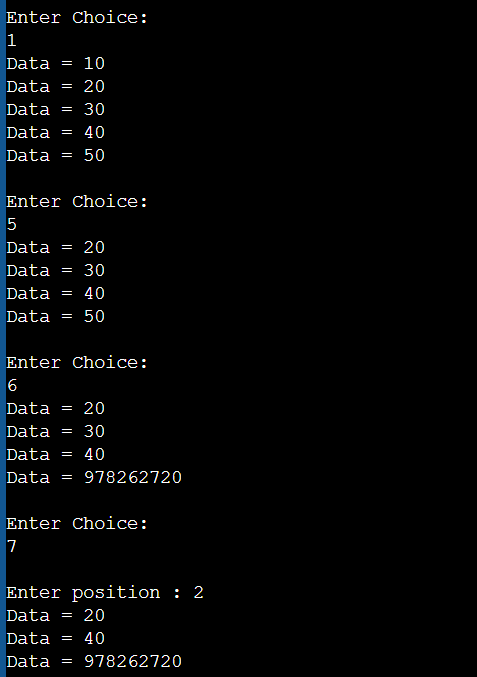 Enter Choice:
1
Data = 10
Data = 20
Data = 30
Data = 40
Data = 50
Enter Choice:
5
Data = 20
Data = 30
Data = 40
Data = 50
Enter Choice:
6
Data = 20
Data = 30
Data = 40
Data = 978262720
Enter Choice:
7
Enter position : 2
Data = 20
Data = 40
Data = 978262720